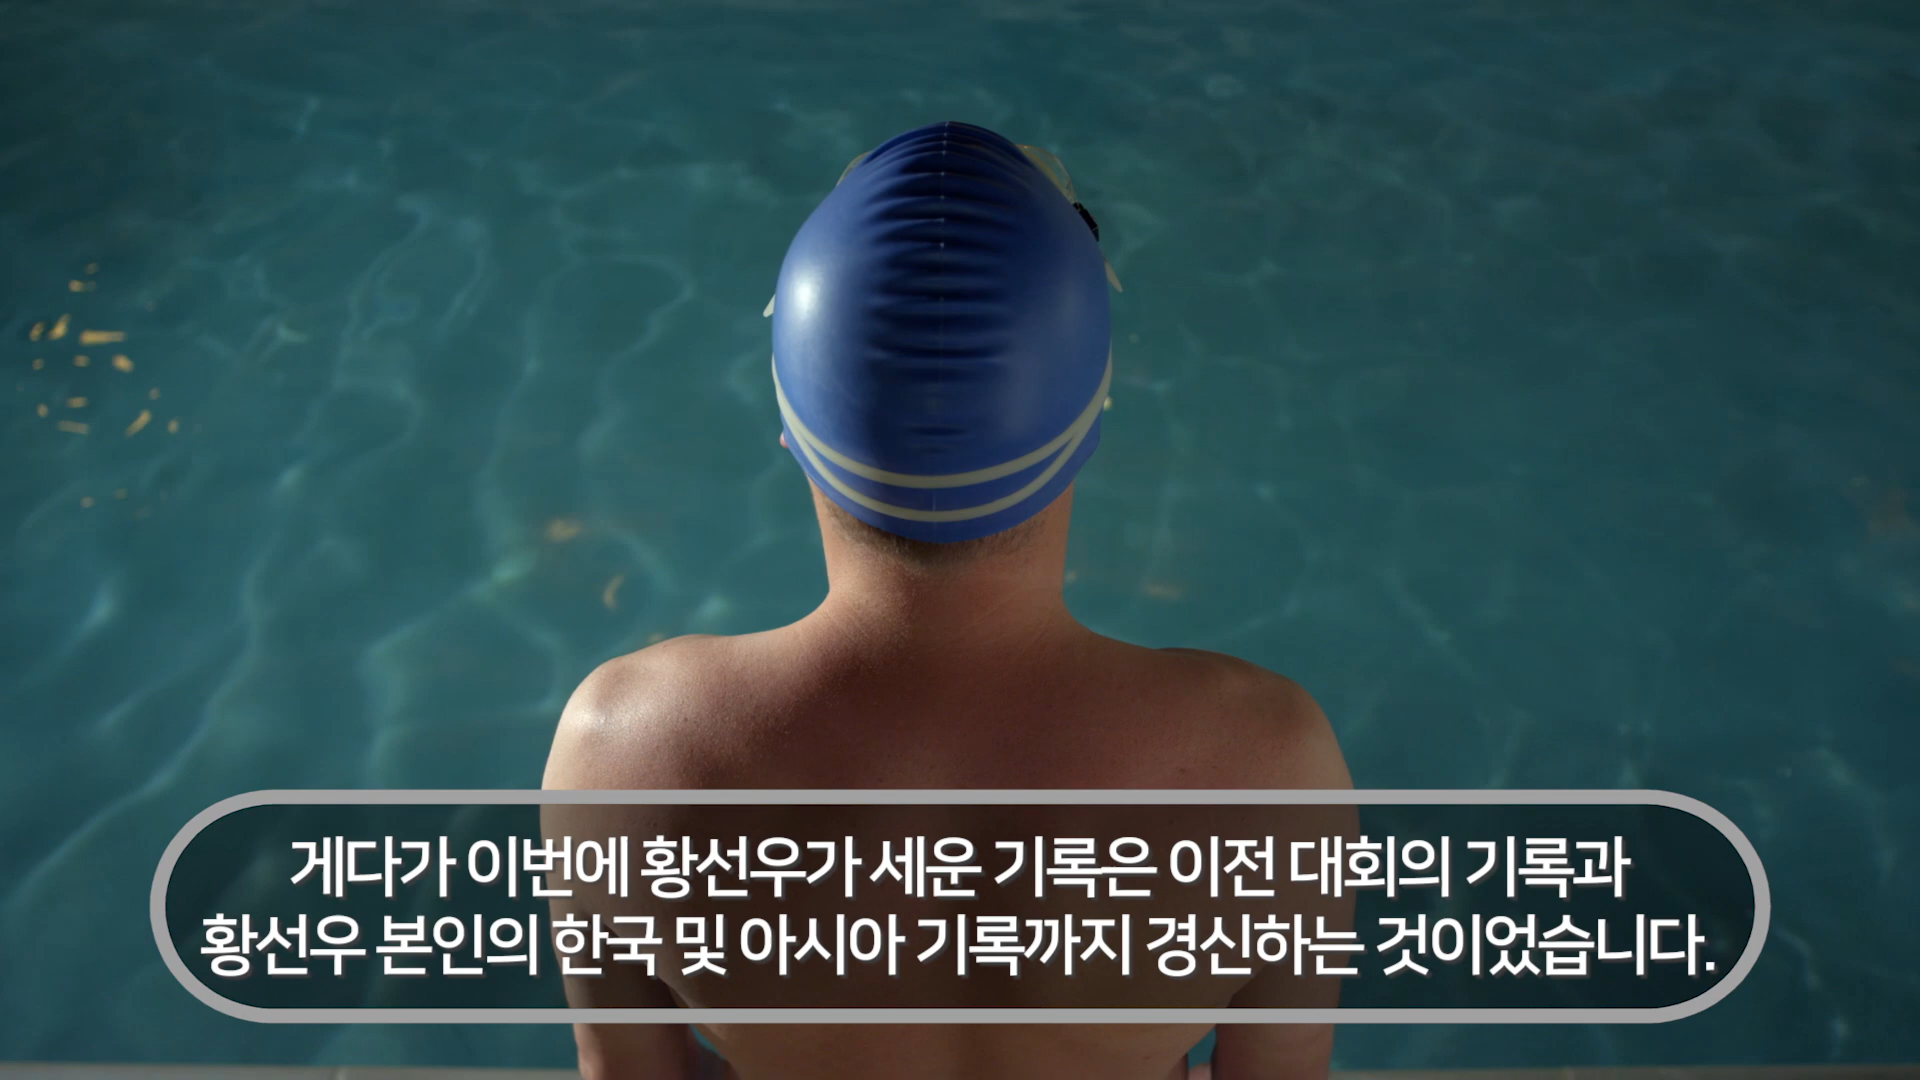 게다가 이번에 황선우가 세운 기록은 이전 대회의 기록과
황선우 본인의 한국 및 아시아 기록까지 경신하는 것이었습니다.